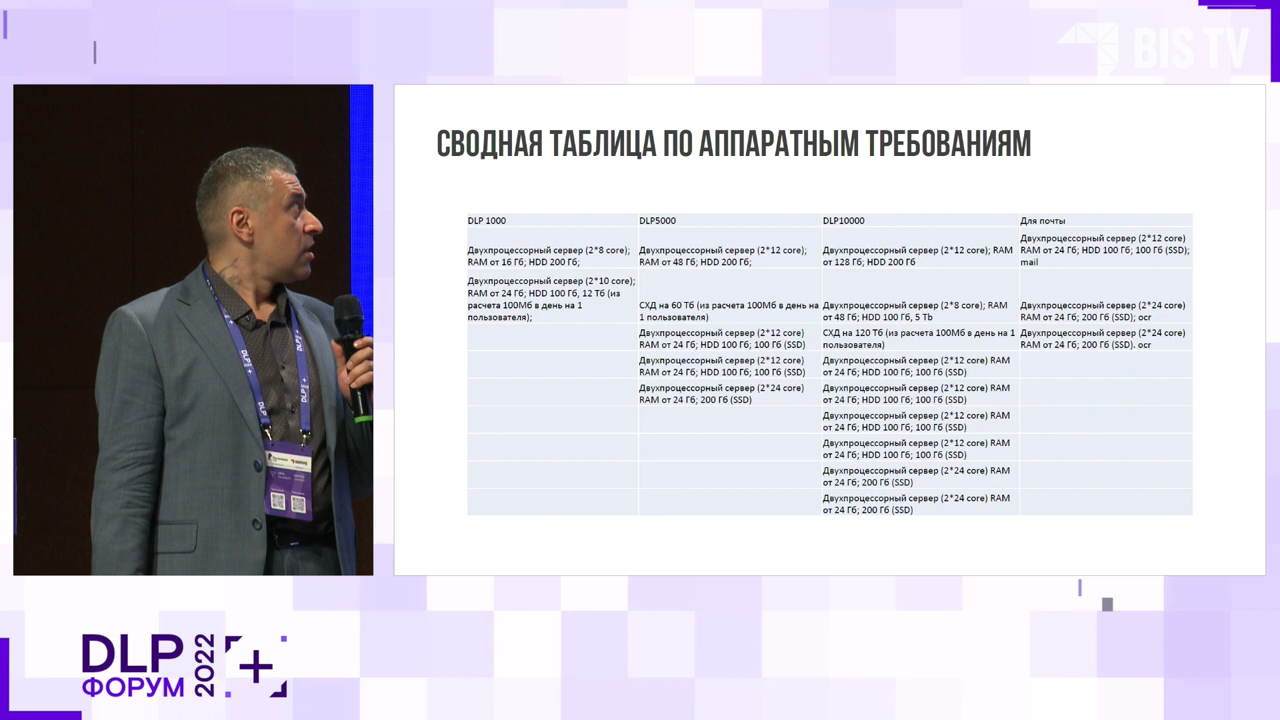 BIS TV
СВОДНАЯ ТАБЛИЦА ПО АППАРАТНЫМ ТРЕБОВАНИЯМ
DLP 1000
DLP5000
DLP10000
Для почты
Двухпроцессорный сервер (2*8 core);
RAM от 16 Гб; HDD 200 Гб;
Двухпроцессорный сервер (2*12 core);
RAM от 48 Гб; HDD 200 Гб;
Двухпроцессорный сервер (2*12 core); RAM
от 128 Гб; HDD 200 Гб
Двухпроцессорный сервер (2*12 core)
RAM от 24 Гб; HDD 100 Гб; 100 Гб (SSD);
mail
Двухпроцессорный сервер (2*10 core);
RAM от 24 Гб; HDD 100 Гб, 12 Тб (из
расчета 100Мб в день на 1
пользователя);
СХД на 60 Тб (из расчета 100Мб в день на
1 пользователя)
Двухпроцессорный сервер (2*8 core); RAM
от 48 Гб; HDD 100 Гб, 5 Tb
Двухпроцессорный сервер (2*24 core)
RAM от 24 Гб; 200 Гб (SSD); ocr
Двухпроцессорный сервер (2*12 core)
RAM от 24 Гб; HDD 100 Гб; 100 Гб (SSD)
СХД на 120 Тб (из расчета 100Мб в день на 1
пользователя)
Двухпроцессорный сервер (2*24 core)
RAM от 24 Гб; 200 Гб (SSD). ocr
Двухпроцессорный сервер (2*12 core)
RAM от 24 Гб; HDD 100 Гб; 100 Гб (SSD)
Двухпроцессорный сервер (2*12 core) RAM
от 24 Гб; HDD 100 Гб; 100 Гб (SSD)
Двухпроцессорный сервер (2*24 core)
RAM от 24 Гб; 200 Гб (SSD)
Двухпроцессорный сервер (2*12 core) RAM
от 24 Гб; HDD 100 Гб; 100 Гб (SSD)
Двухпроцессорный сервер (2*12 core) RAM
от 24 Гб; HDD 100 Гб; 100 Гб (SSD)
Двухпроцессорный сервер (2*12 core) RAM
от 24 Гб; HDD 100 Гб; 100 Гб (SSD)
Двухпроцессорный сервер (2*24 core) RAM
от 24 Гб; 200 Гб (SSD)
Двухпроцессорный сервер (2*24 core) RAM
от 24 Гб; 200 Гб (SSD)
DLP
DLP
DLP
DLP
ФОРУМ
2022